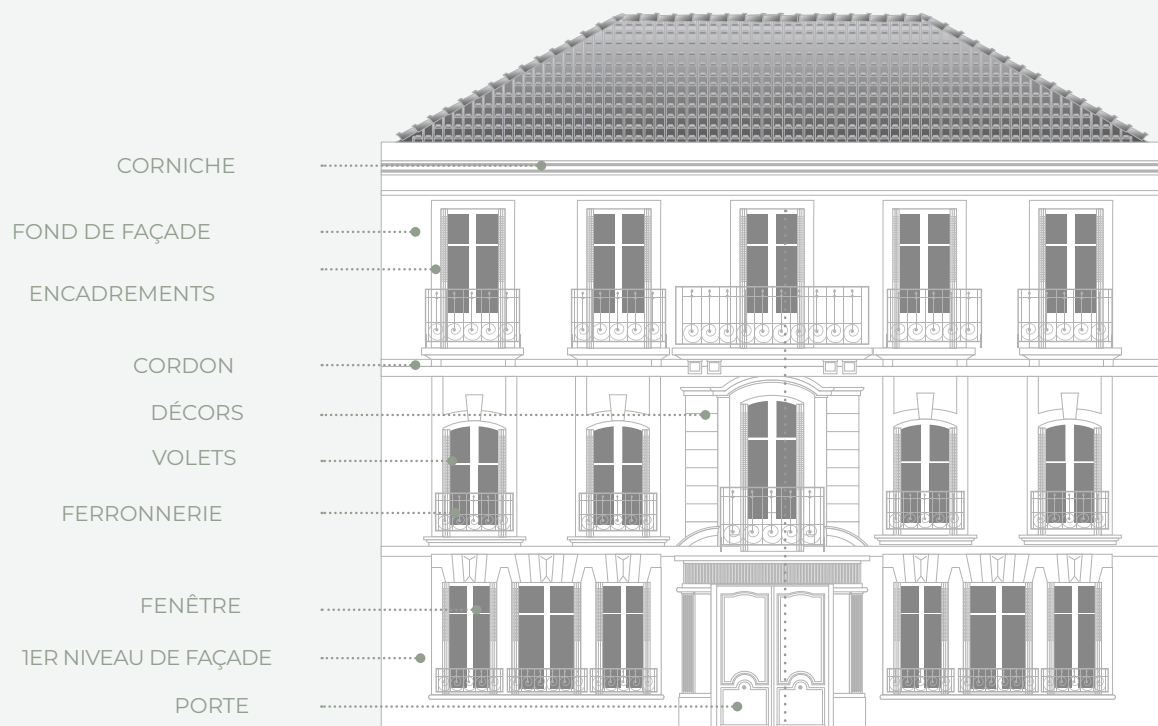 CORNICHE
FOND DE FAÇADE
ENCADREMENTS
CORDON
DÉCORS
VOLETS
FERRONNERIE
FENÊTRE
1ER NIVEAU DE FAÇADE
PORTE